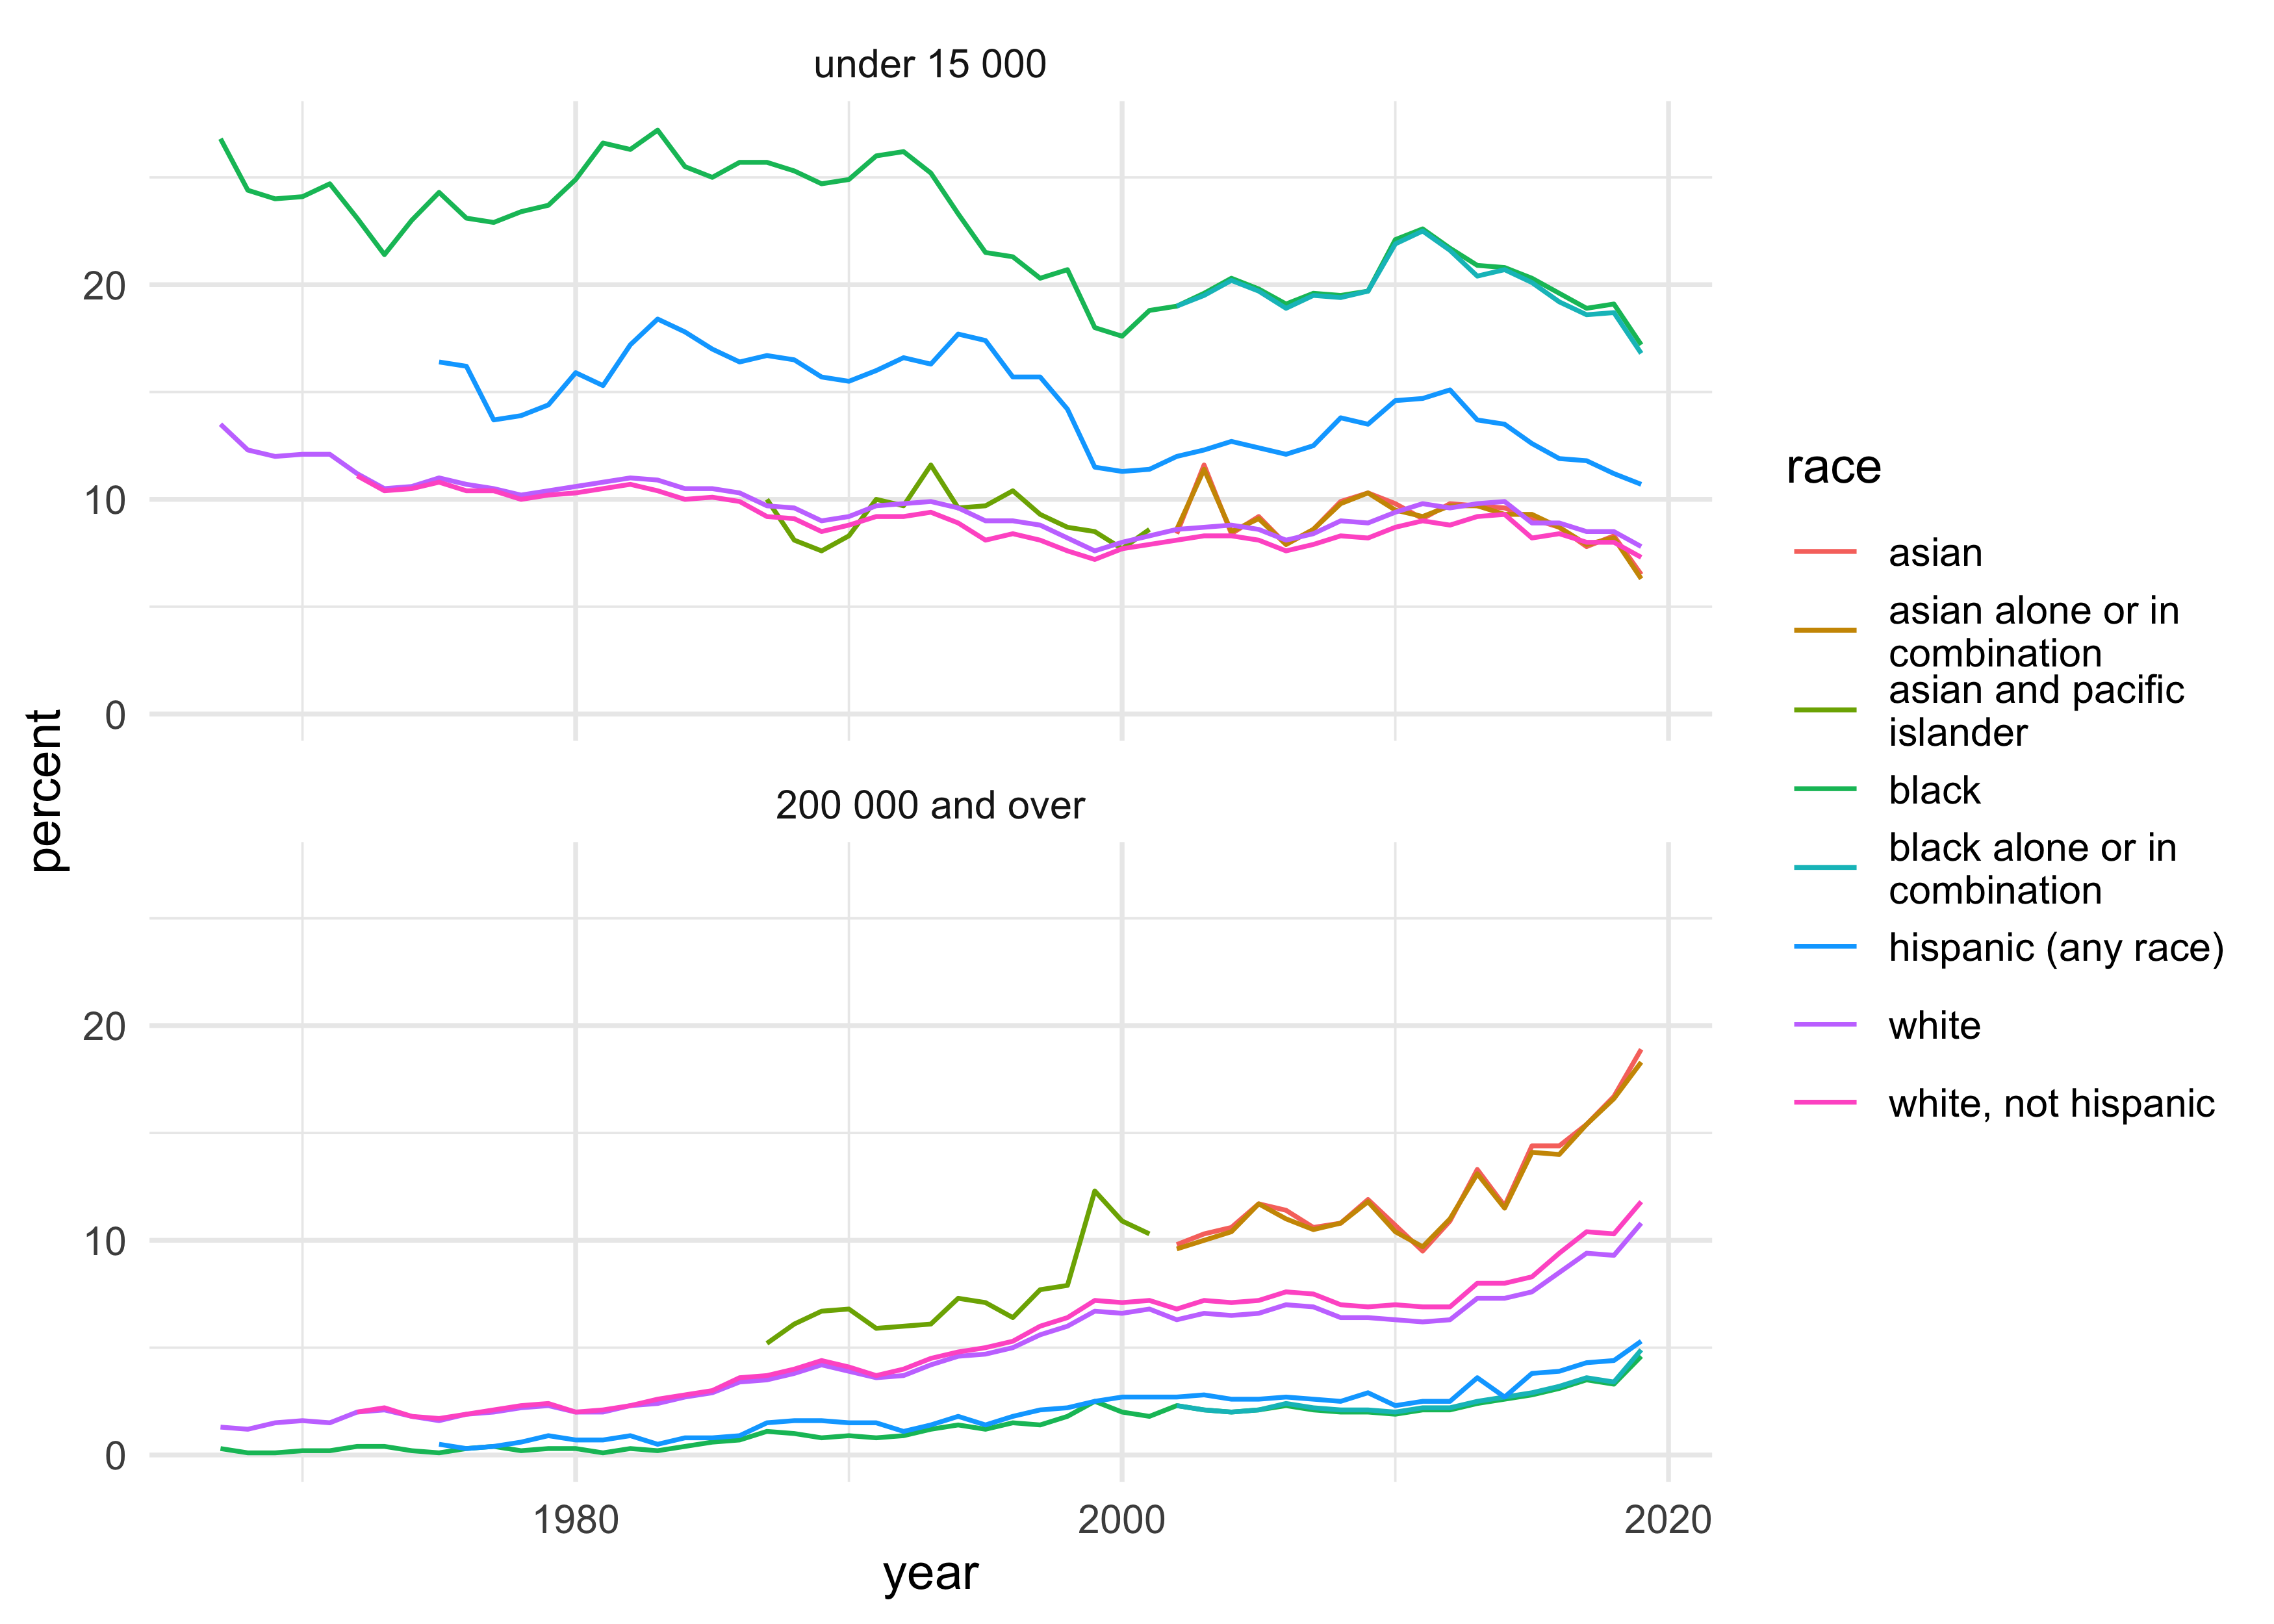 under 15 000
20
10
0
percent
200 000 and over
20
10
0
1980
2000
2020
year
race
asian
asian alone or in
combination
asian and pacific
islander
black
black alone or in
combination
hispanic (any race)
white
white, not hispanic